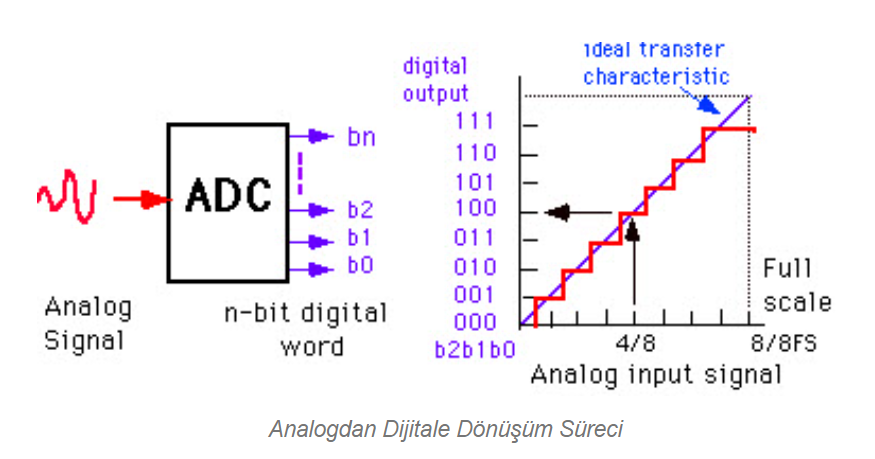 ADC
bn
b2
b1
b0
Analog
Signal
n-bit digital
word
ideal transfer
characteristic
digital
output
111
110
101
100
011
010
001
000
b2b1b0
4/8
8/8FS
Full
scale
Analog input signal
Analogdan Dijitale Dönüşüm Süreci